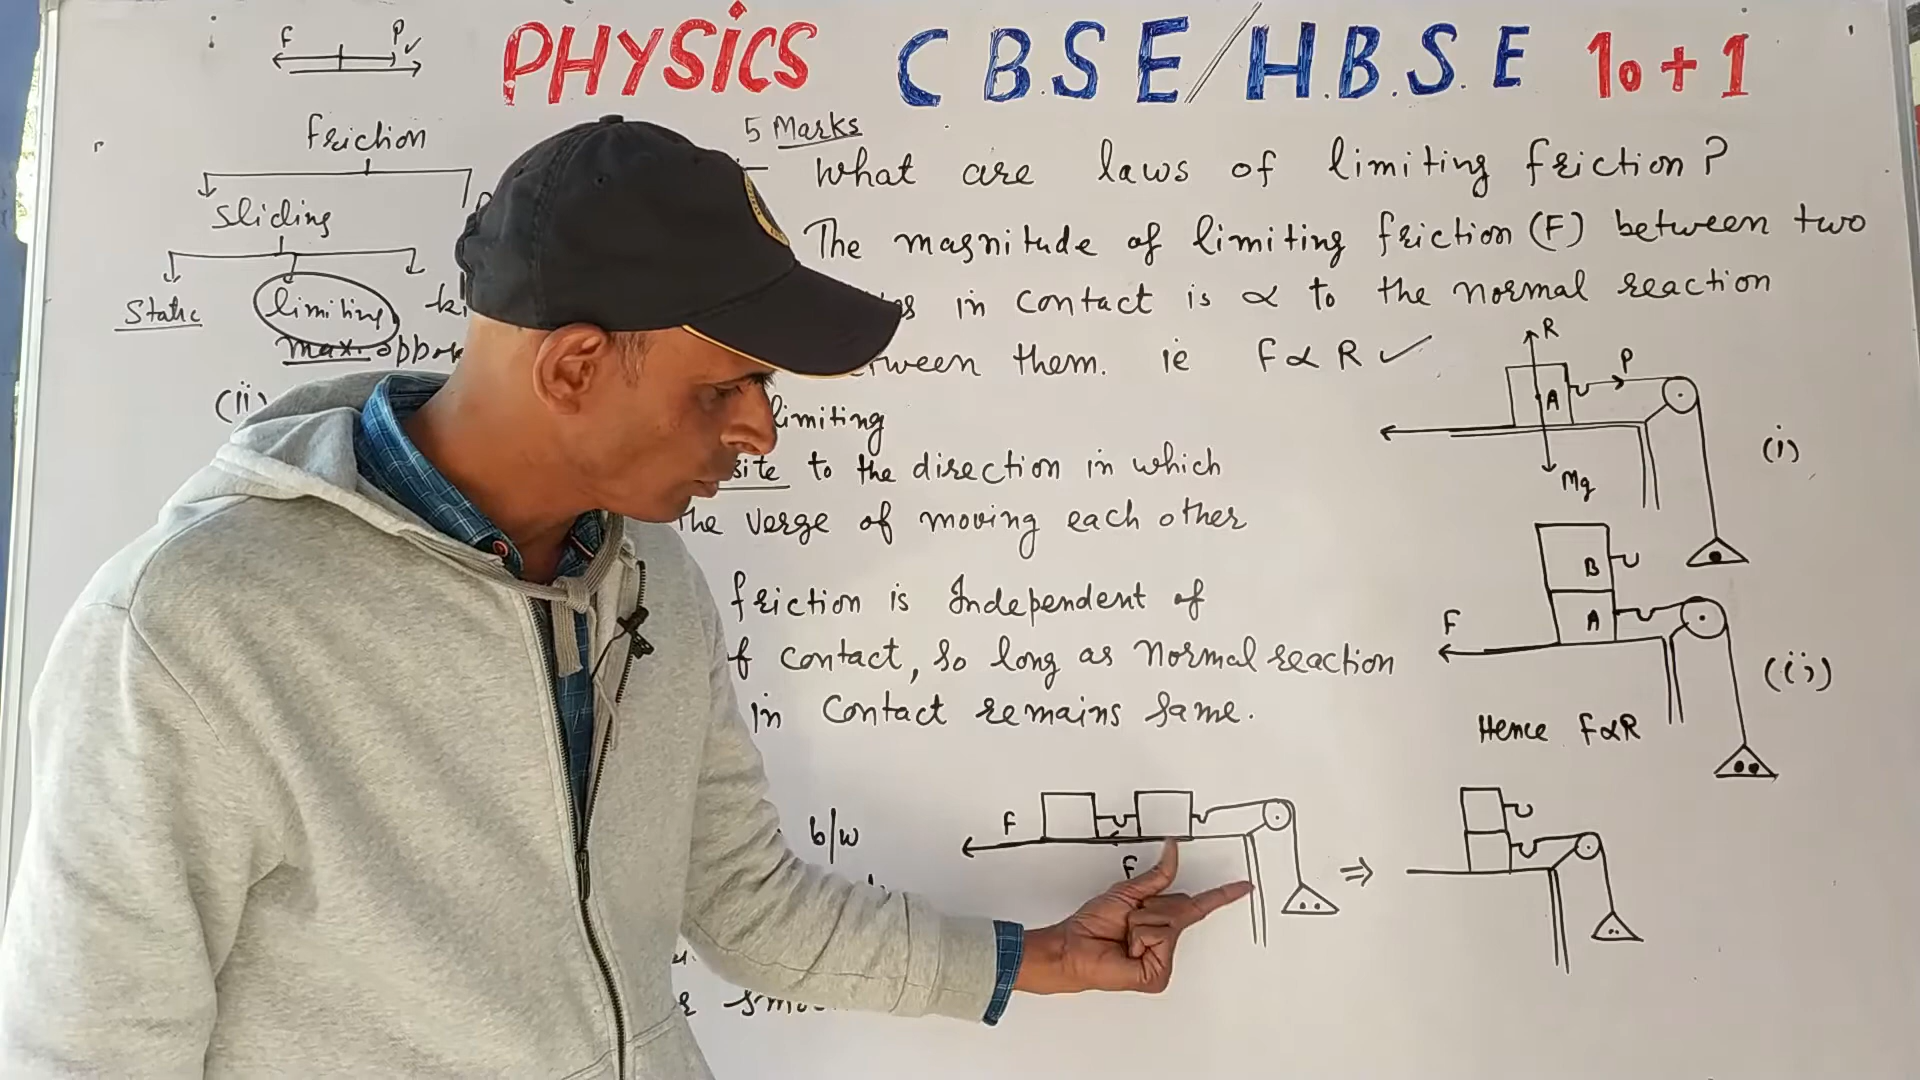 F P
PHYSICS CBSE/H.B.S.E 10+1
friction
5 Marks
What are laws of limiting friction?
Sliding
The magnitude of limiting friction (F) between two
Static limiting
in contact is ∝ to the normal reaction
max.
between them. ie F∝R ✓
(ii) limiting
to the direction in which
the verge of moving each other
friction is Independent of
contact, so long as normal reaction
in contact remains same.
b/w
R
A P
Mg
(i)
B
A
F
(ii)
Hence F∝R
F
F
⇒